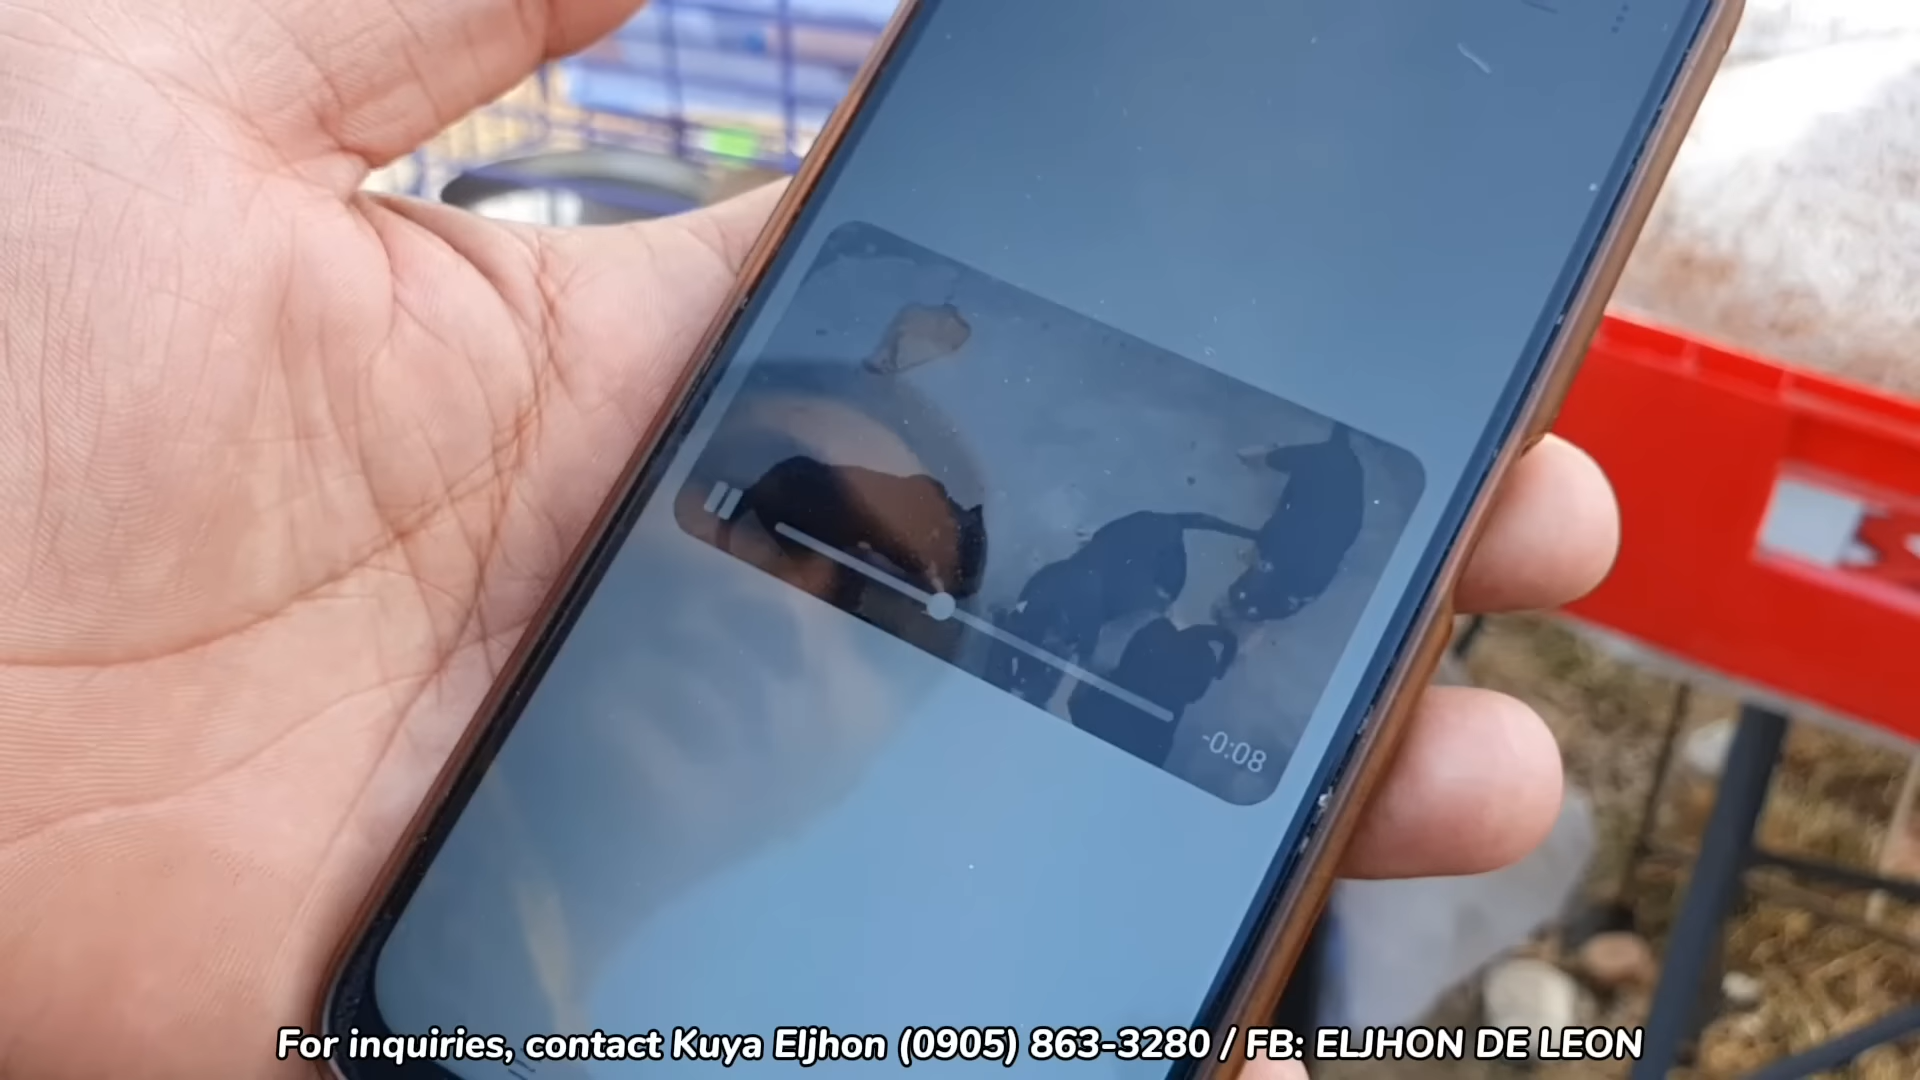 -0:08
For inquiries, contact Kuya Eljhon (0905) 863-3280 / FB: ELJHON DE LEON